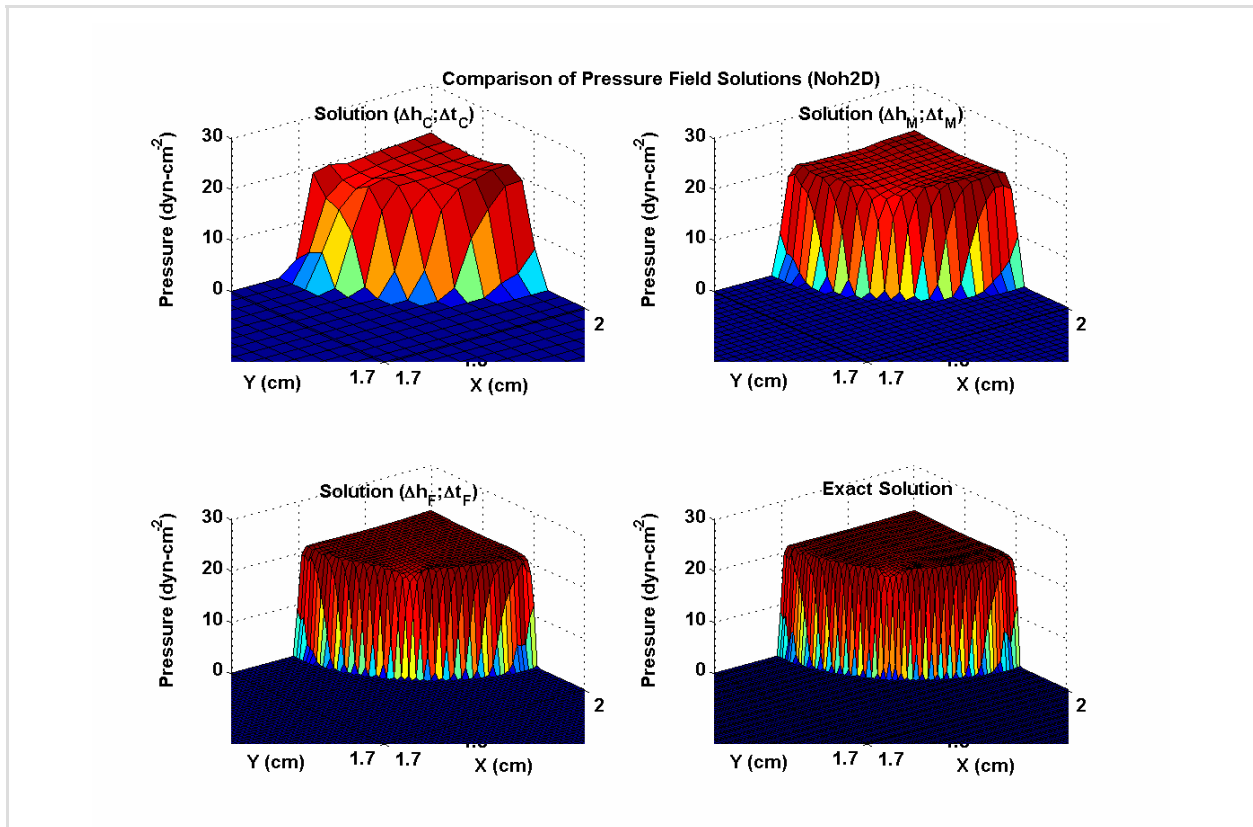 Comparison of Pressure Field Solutions (Noh2D)
Solution (Δh_C;Δt_C)
Pressure (dyn-cm^-2)
30
20
10
0
2
1.7 1.7
Y (cm)
X (cm)
Solution (Δh_M;Δt_M)
Pressure (dyn-cm^-2)
30
20
10
0
2
1.7 1.7
Y (cm)
X (cm)
Solution (Δh_F;Δt_F)
Pressure (dyn-cm^-2)
30
20
10
0
2
1.7 1.7
Y (cm)
X (cm)
Exact Solution
Pressure (dyn-cm^-2)
30
20
10
0
2
1.7 1.7
Y (cm)
X (cm)